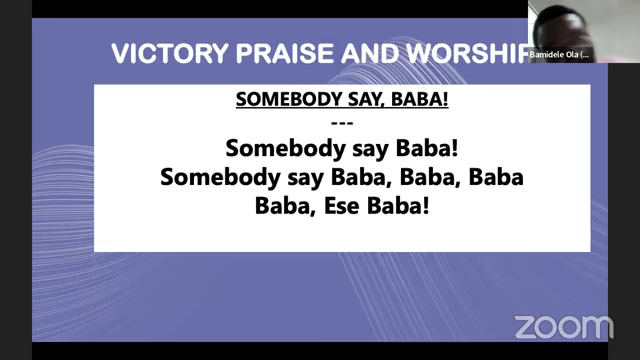 VICTORY PRAISE AND WORSHIP
Bamidele Ola (...
SOMEBODY SAY, BABA!
---
Somebody say Baba!
Somebody say Baba, Baba, Baba
Baba, Ese Baba!
zoom